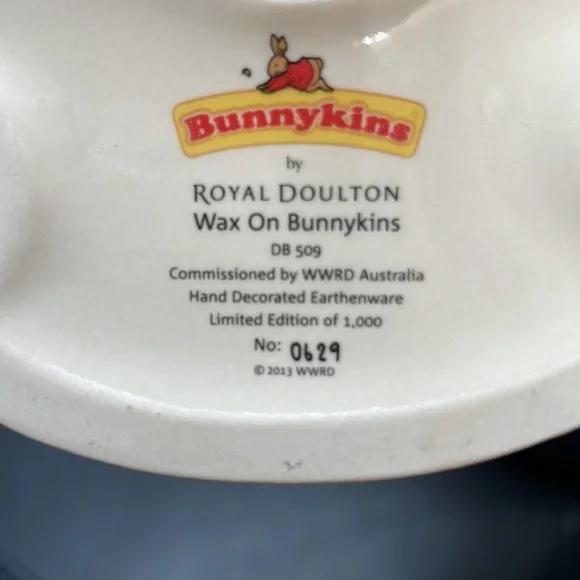 Bunnykins
by
ROYAL DOULTON
Wax On Bunnykins
DB 509
Commissioned by WWRD Australia
Hand Decorated Earthenware
Limited Edition of 1,000
No: 0629
© 2013 WWRD